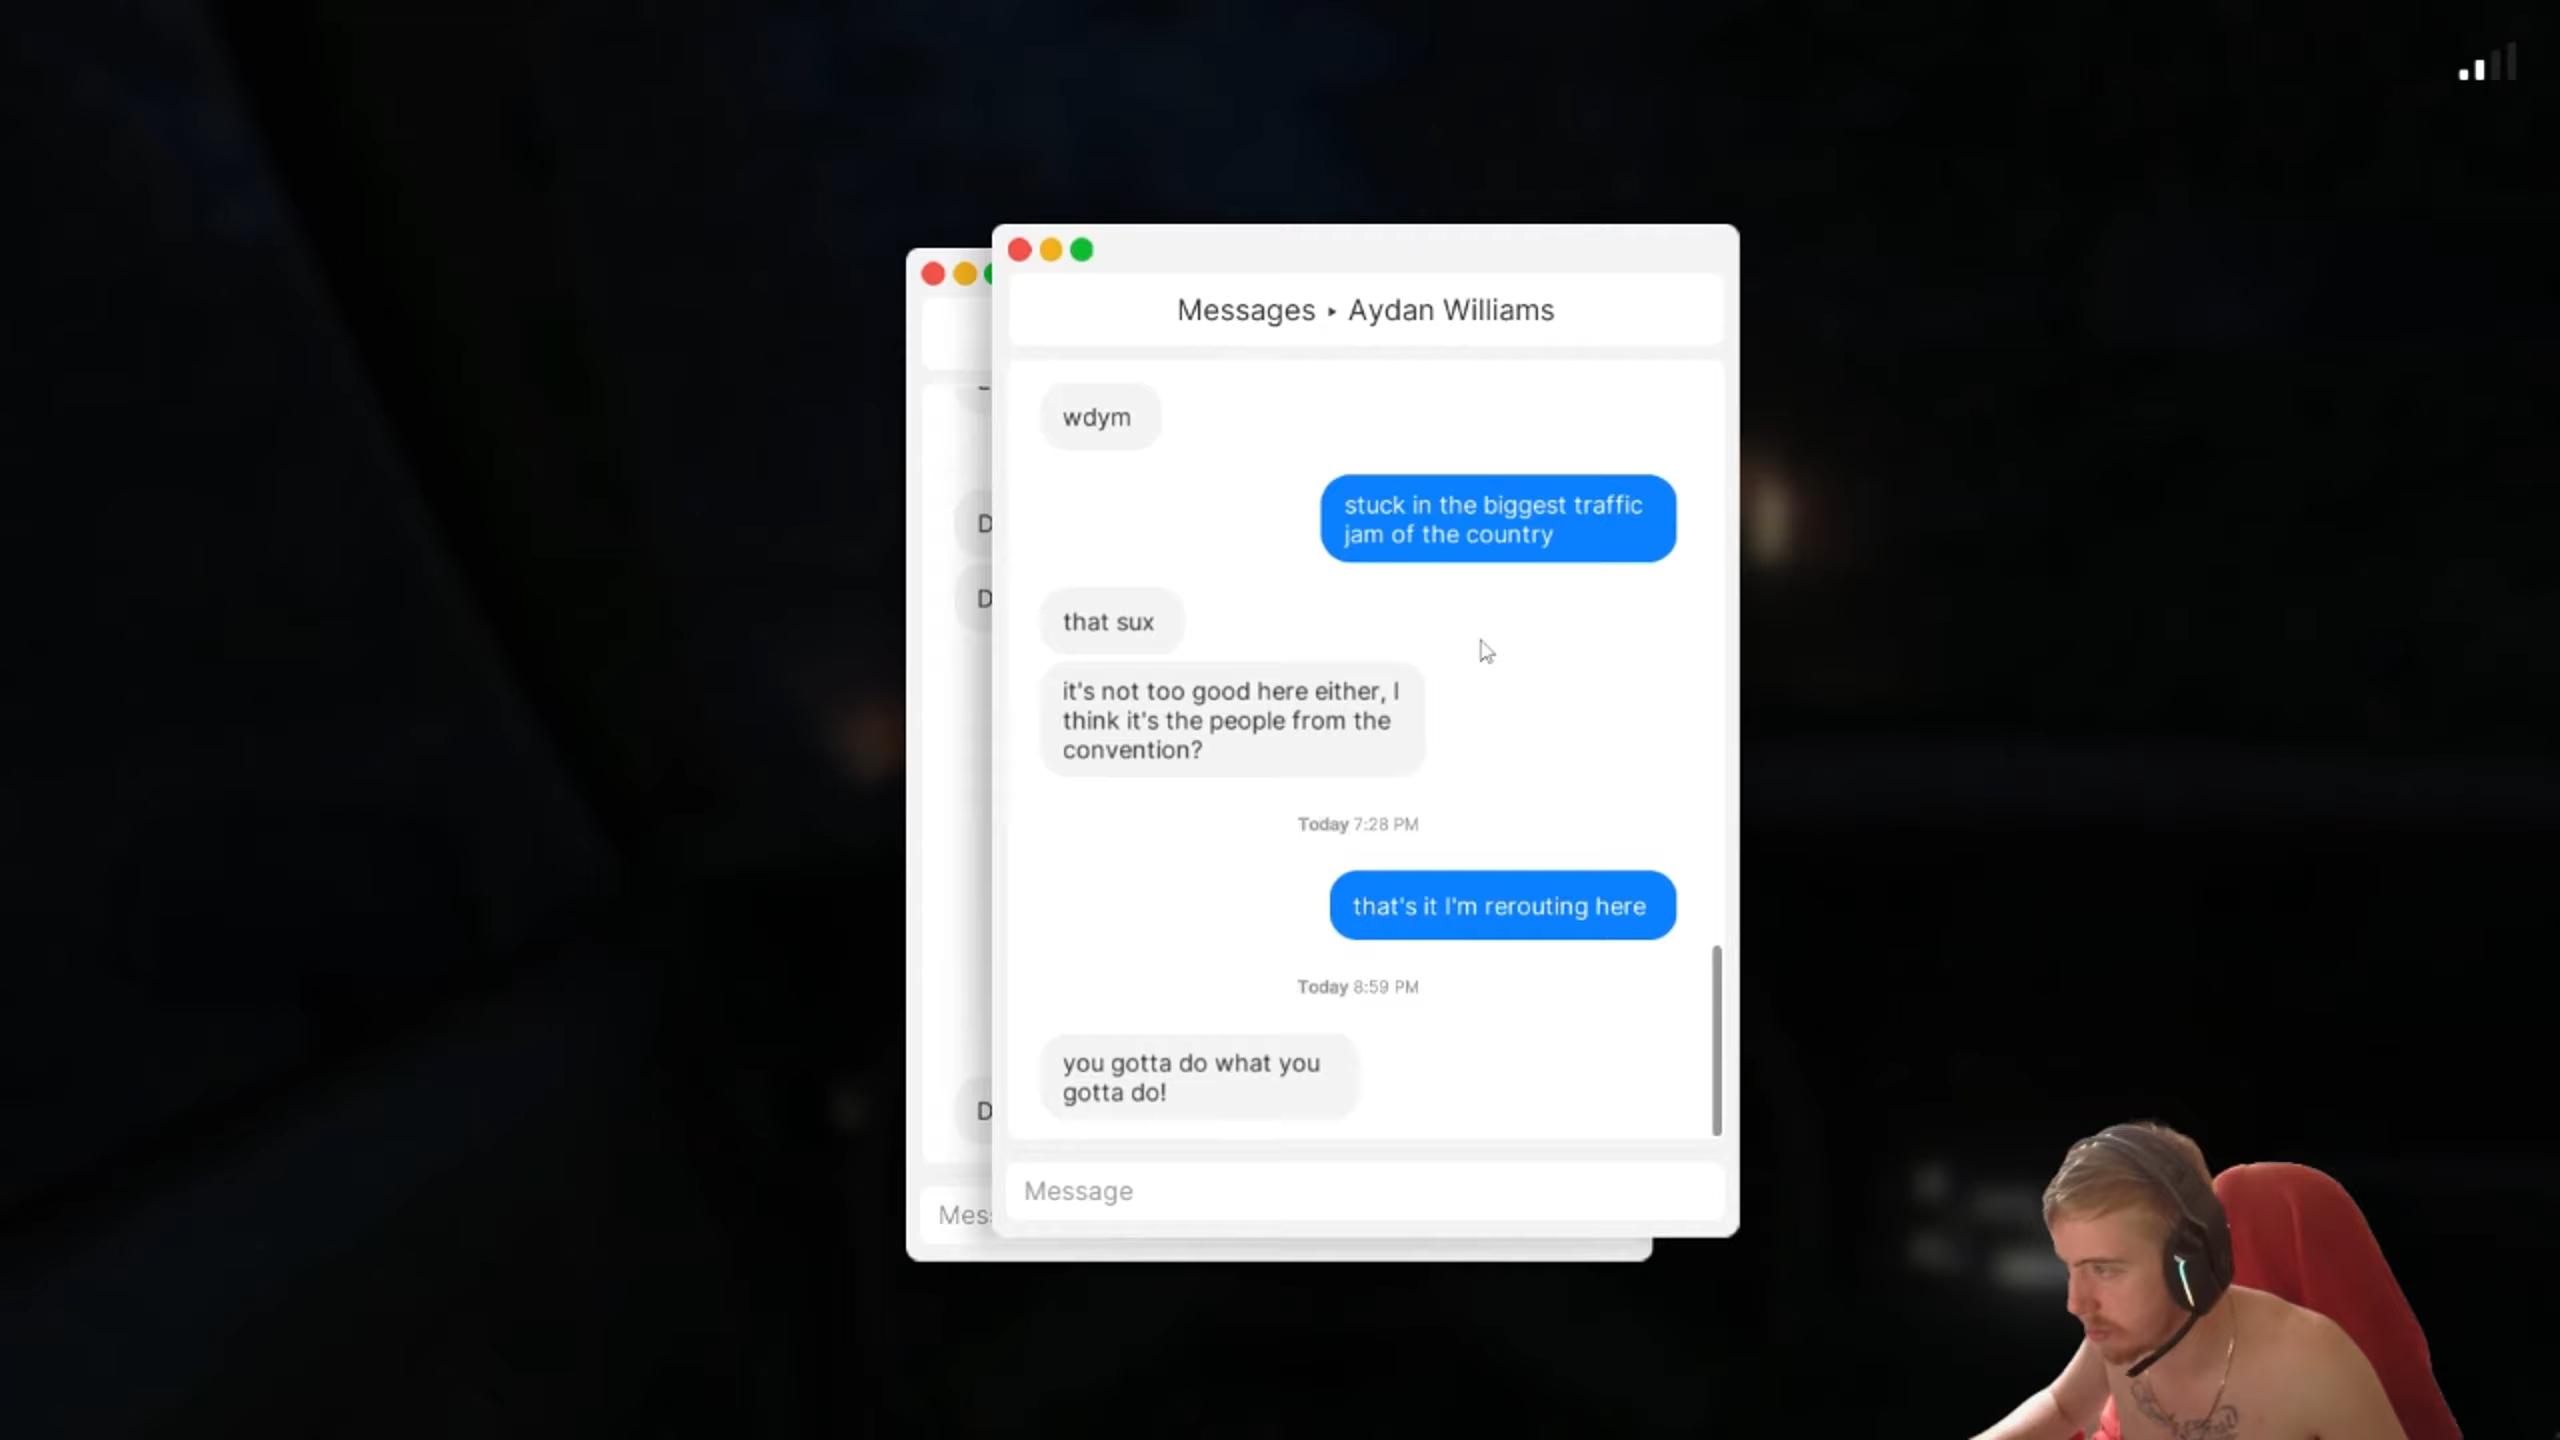 Messages ▸ Aydan Williams
wdym
stuck in the biggest traffic
jam of the country
that sux
it's not too good here either, I
think it's the people from the
convention?
Today 7:28 PM
that's it I'm rerouting here
Today 8:59 PM
you gotta do what you
gotta do!
Message
D
D
D
Mes